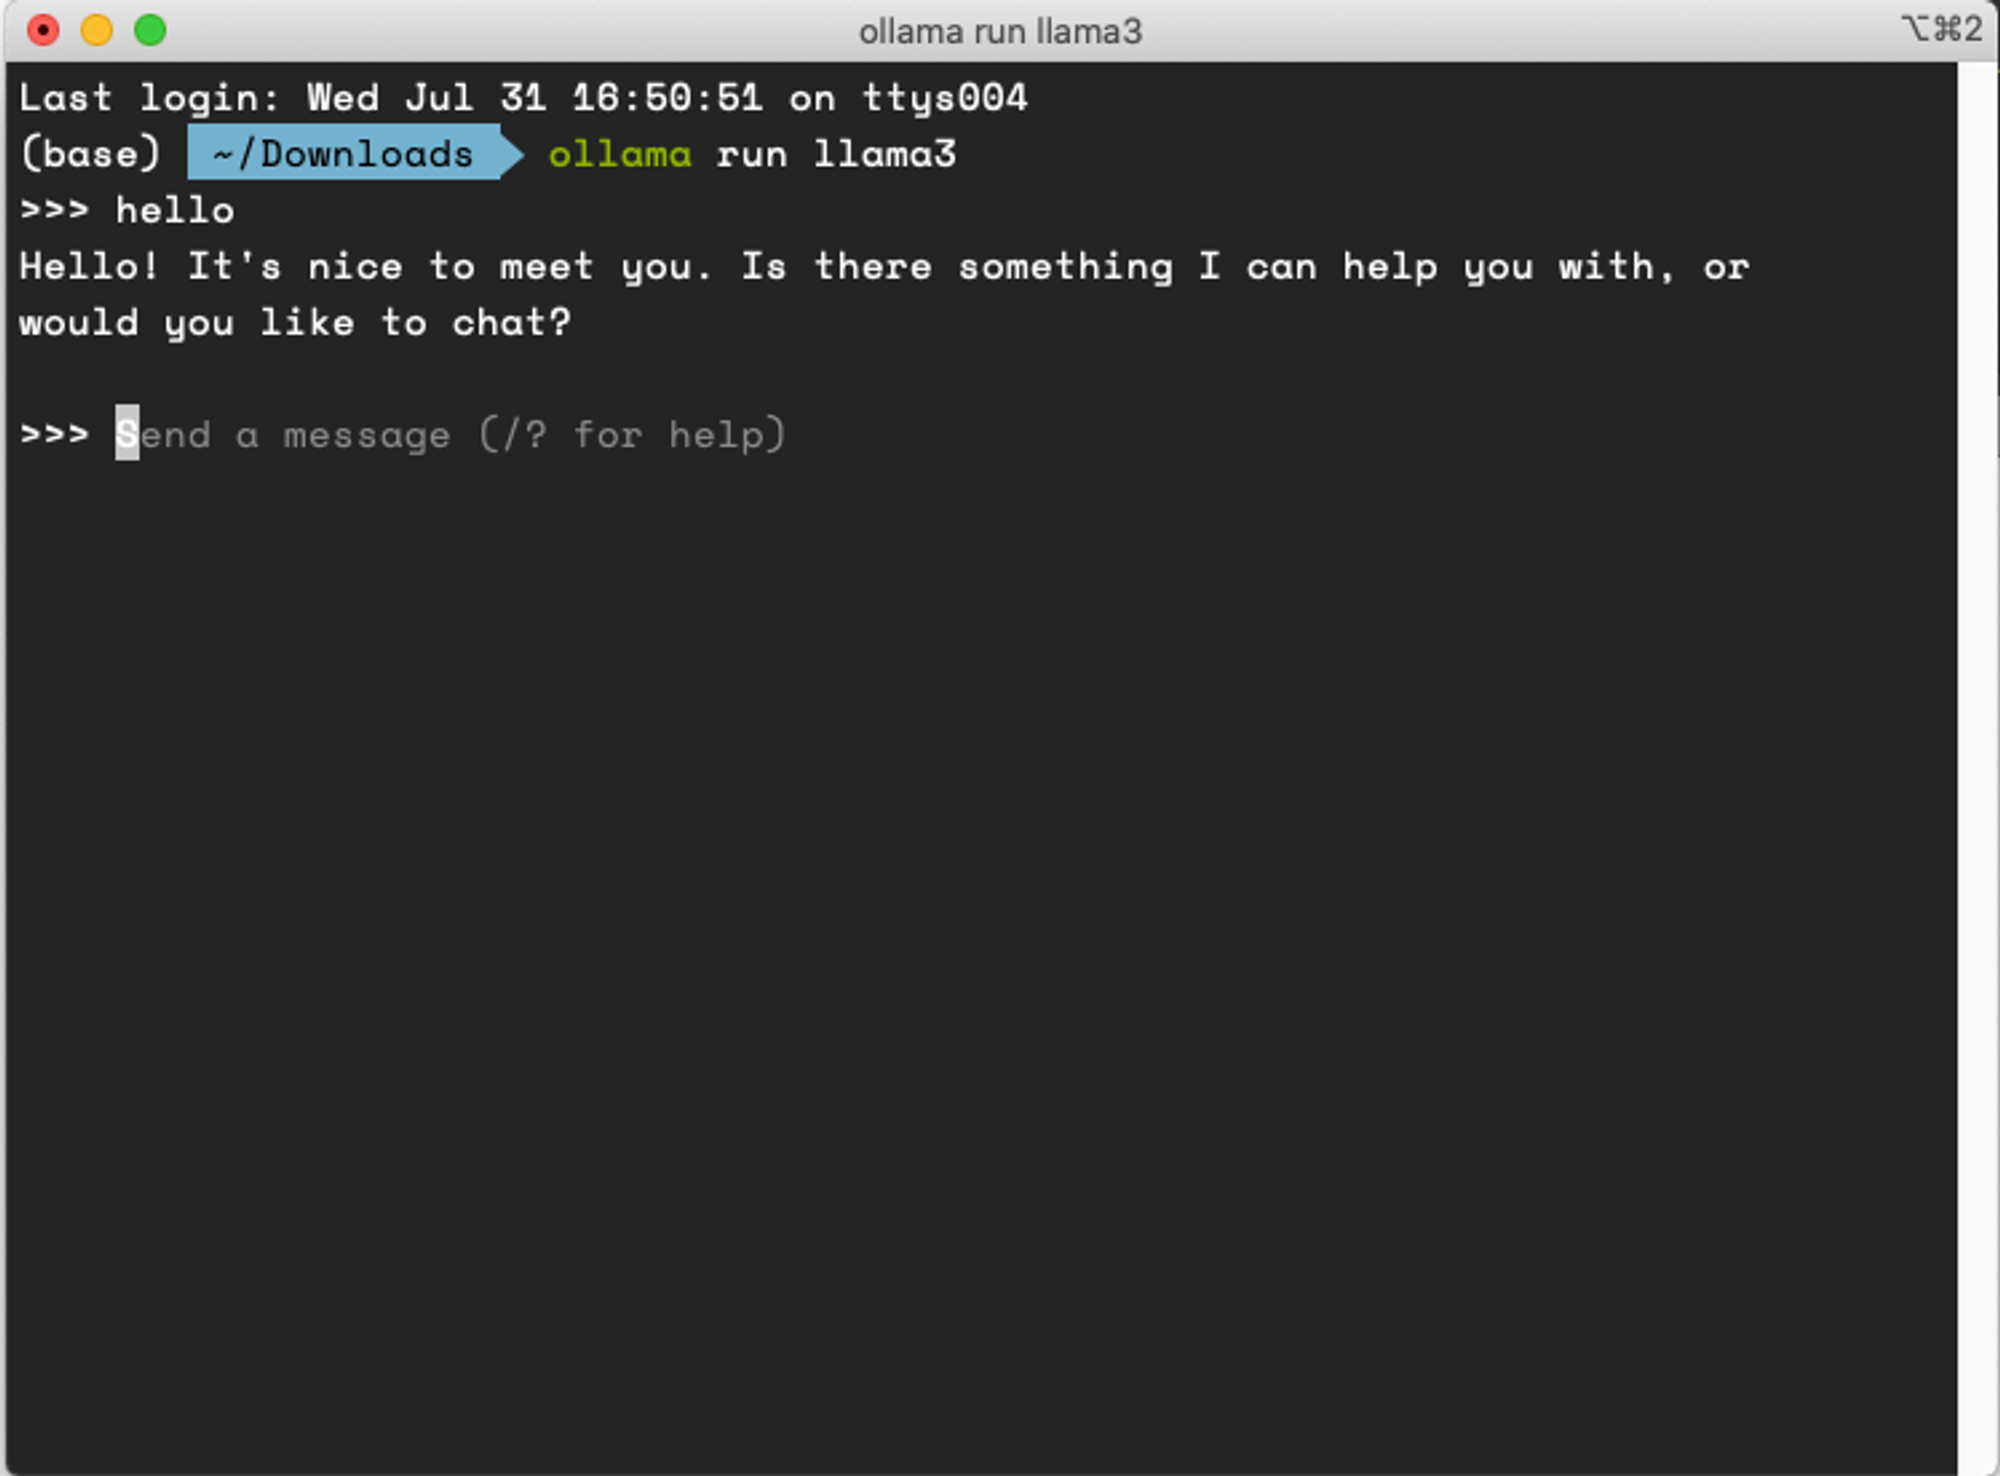 ollama run llama3
⌥⌘2
Last login: Wed Jul 31 16:50:51 on ttys004
(base) ~/Downloads ollama run llama3
>>> hello
Hello! It's nice to meet you. Is there something I can help you with, or
would you like to chat?
>>> Send a message (/? for help)